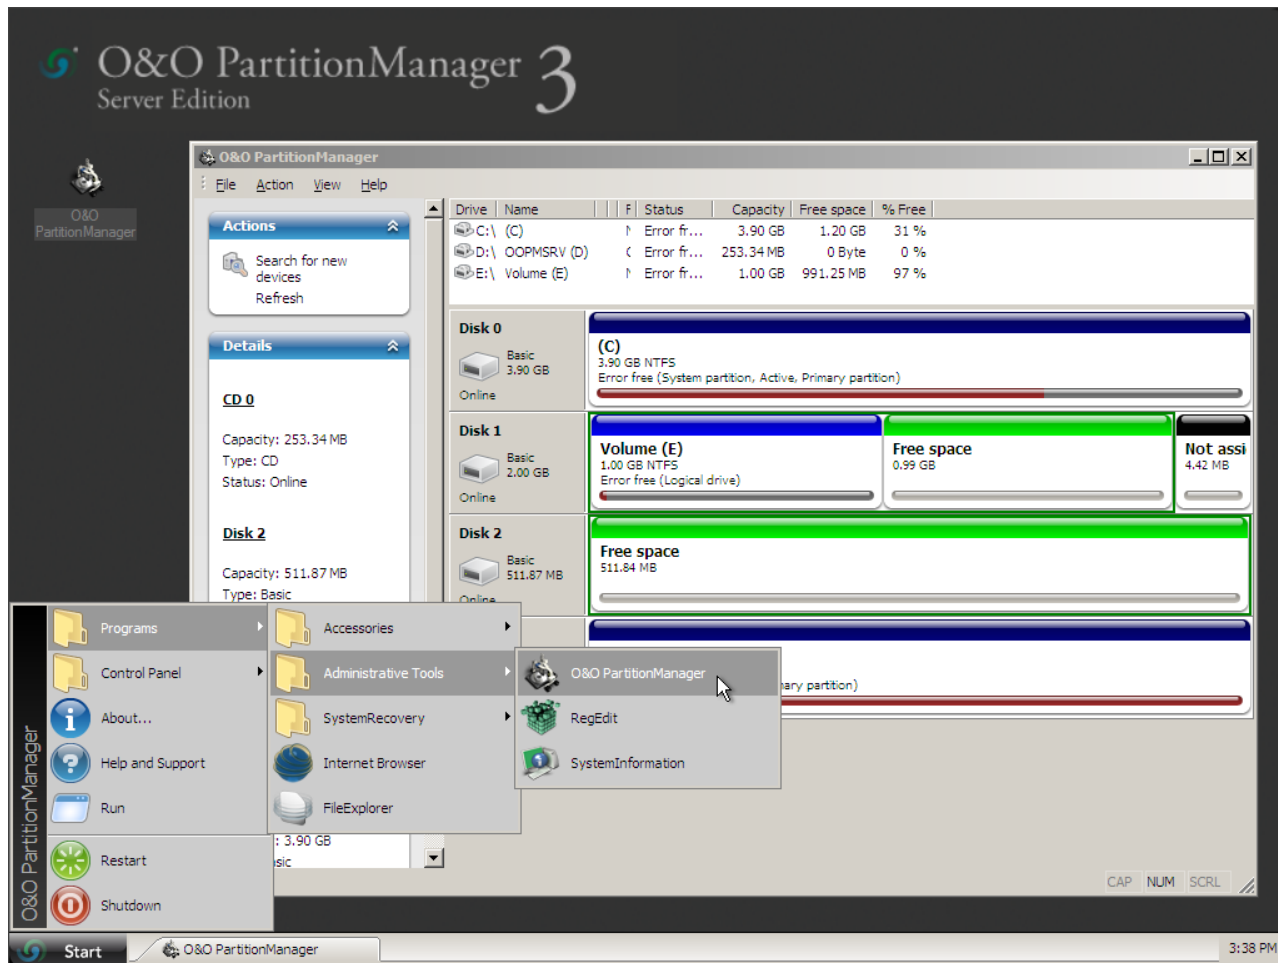 O&O PartitionManager 3
Server Edition
O&O
PartitionManager
O&O PartitionManager
File Action View Help
Actions
Search for new
devices
Refresh
Details
CD 0
Capacity: 253.34 MB
Type: CD
Status: Online
Disk 2
Capacity: 511.87 MB
Type: Basic
: 3.90 GB
Drive Name F Status Capacity Free space % Free
C:\ (C) Error fr... 3.90 GB 1.20 GB 31 %
D:\ OOPMSRV (D) Error fr... 253.34 MB 0 Byte 0 %
E:\ Volume (E) Error fr... 1.00 GB 991.25 MB 97 %
Disk 0
Basic
3.90 GB
Online
(C)
3.90 GB NTFS
Error free (System partition, Active, Primary partition)
Disk 1
Basic
2.00 GB
Online
Volume (E)
1.00 GB NTFS
Error free (Logical drive)
Free space
0.99 GB
Not assi
4.42 MB
Disk 2
Basic
511.87 MB
Online
Free space
511.84 MB
ary partition)
O&O PartitionManager
Programs
Control Panel
About...
Help and Support
Run
Restart
Shutdown
Accessories
Administrative Tools
SystemRecovery
Internet Browser
FileExplorer
O&O PartitionManager
RegEdit
SystemInformation
CAP NUM SCRL
Start
O&O PartitionManager
3:38 PM